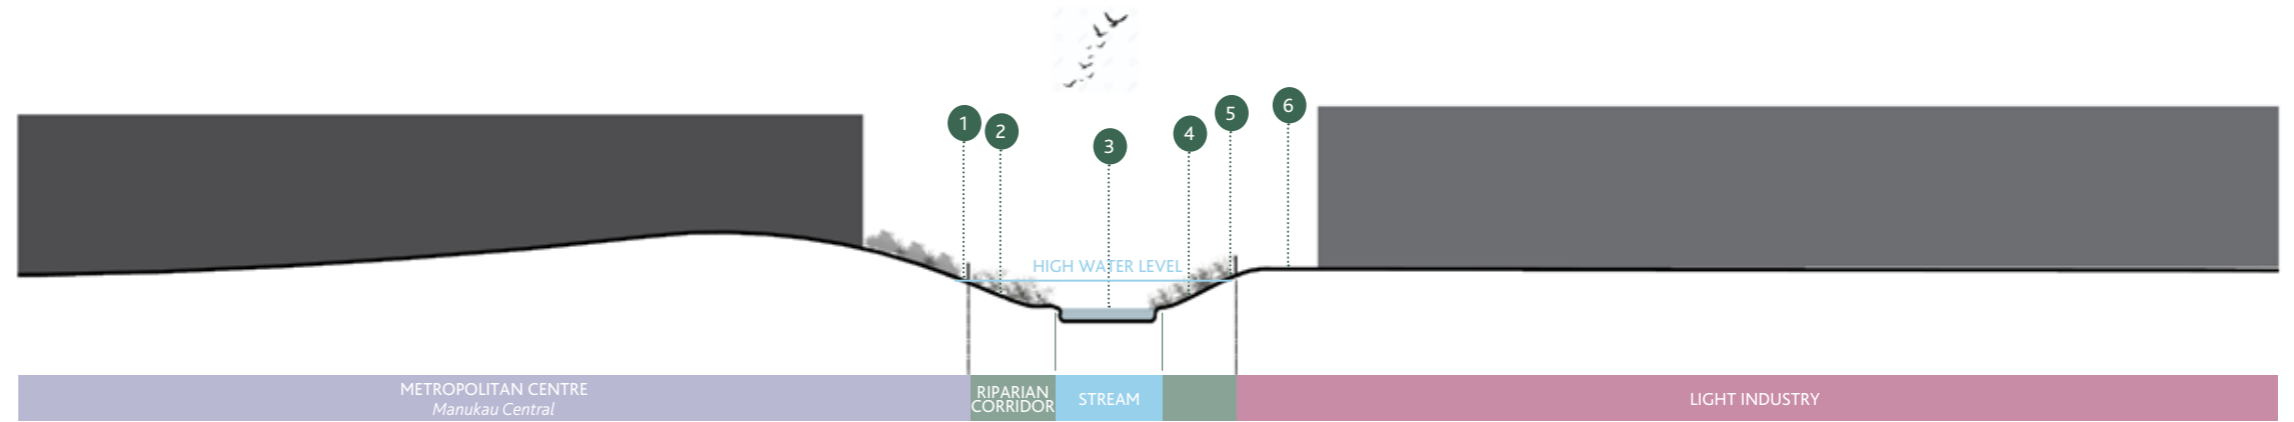 1
2
3
4
5
6
HIGH WATER LEVEL
METROPOLITAN CENTRE
Manukau Central
RIPARIAN
CORRIDOR
STREAM
LIGHT INDUSTRY